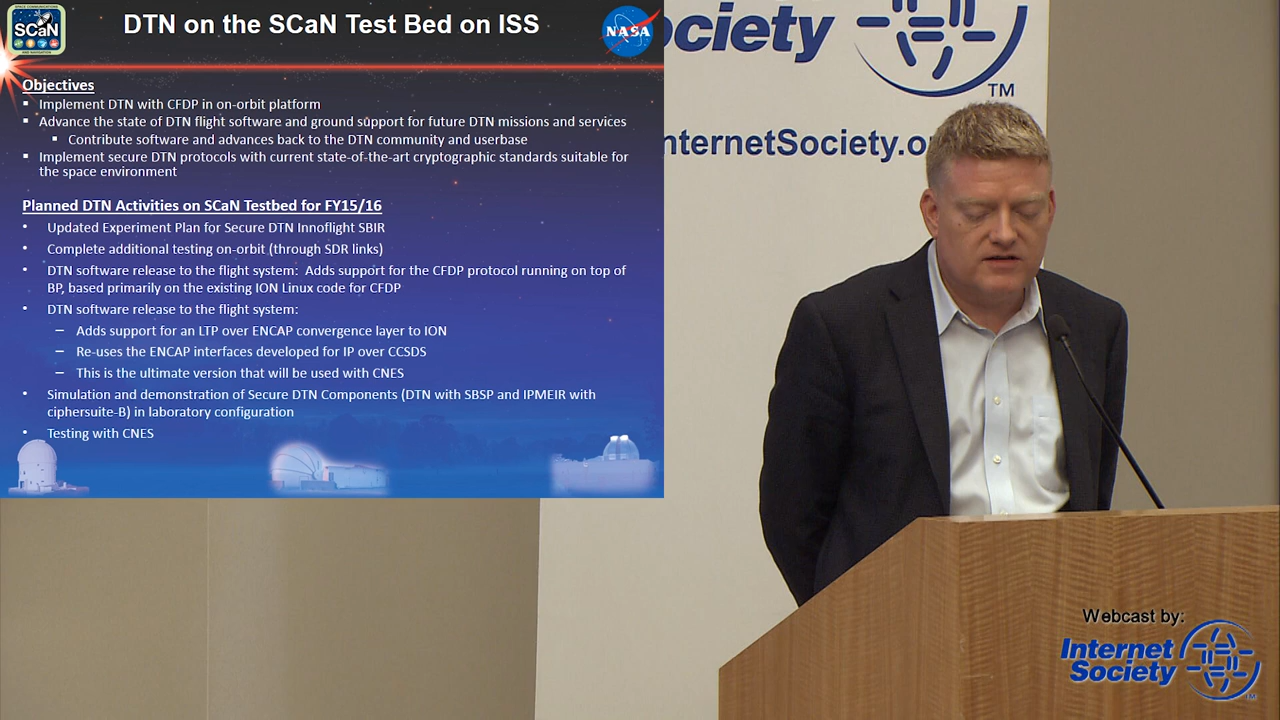 SPACE COMMUNICATIONS
SCaN
AND NAVIGATION
DTN on the SCaN Test Bed on ISS
NASA
Objectives
▪ Implement DTN with CFDP in on-orbit platform
▪ Advance the state of DTN flight software and ground support for future DTN missions and services
▪ Contribute software and advances back to the DTN community and userbase
▪ Implement secure DTN protocols with current state-of-the-art cryptographic standards suitable for
the space environment
Planned DTN Activities on SCaN Testbed for FY15/16
• Updated Experiment Plan for Secure DTN Innoflight SBIR
• Complete additional testing on-orbit (through SDR links)
• DTN software release to the flight system: Adds support for the CFDP protocol running on top of
BP, based primarily on the existing ION Linux code for CFDP
• DTN software release to the flight system:
– Adds support for an LTP over ENCAP convergence layer to ION
– Re-uses the ENCAP interfaces developed for IP over CCSDS
– This is the ultimate version that will be used with CNES
• Simulation and demonstration of Secure DTN Components (DTN with SBSP and IPMEIR with
ciphersuite-B) in laboratory configuration
• Testing with CNES
ociety
TM
nternetSociety.o
Webcast by:
Internet
Society
TM